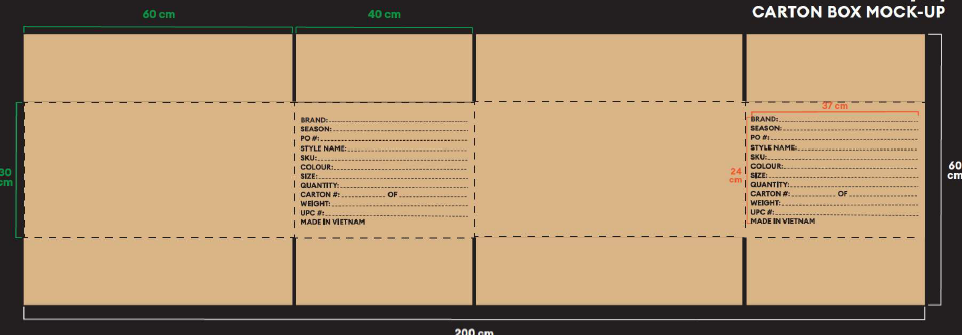 CARTON BOX MOCK-UP
60 cm
40 cm
37 cm
BRAND:
SEASON:
PO #:
STYLE NAME:
SKU:
COLOUR:
SIZE:
QUANTITY:
CARTON #: OF
WEIGHT:
UPC #:
MADE IN VIETNAM
BRAND:
SEASON:
PO #:
STYLE NAME:
SKU:
COLOUR:
SIZE:
QUANTITY:
CARTON #: OF
WEIGHT:
UPC #:
MADE IN VIETNAM
30
cm
24
cm
60
cm
200 cm